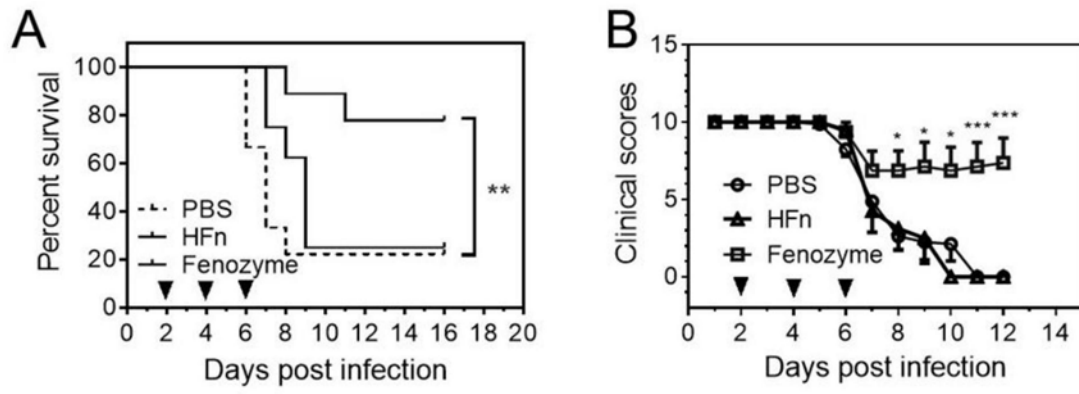 A
Percent survival
100
80
60
40
20
0
PBS
HFn
Fenozyme
**
0 2 4 6 8 10 12 14 16 18 20
Days post infection
B
Clinical scores
15
10
5
0
* * * *** ***
PBS
HFn
Fenozyme
0 2 4 6 8 10 12 14
Days post infection